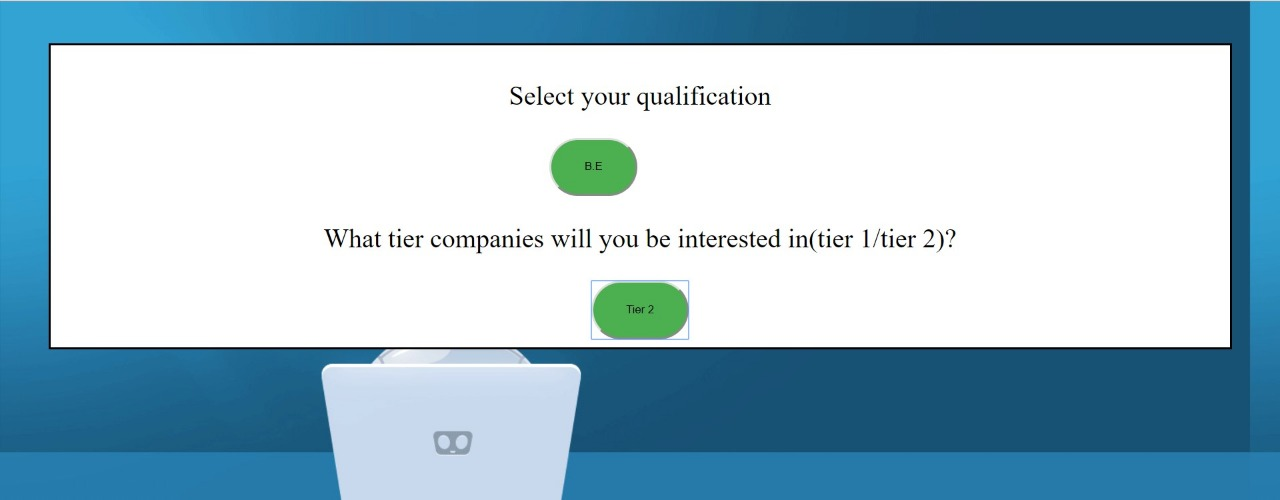 Select your qualification
B.E
What tier companies will you be interested in(tier 1/tier 2)?
Tier 2